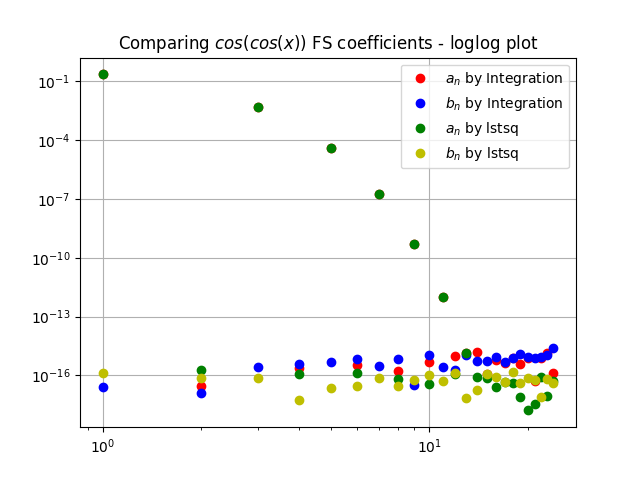 Comparing cos(cos(x)) FS coefficients - loglog plot
10^{-1}
10^{-4}
10^{-7}
10^{-10}
10^{-13}
10^{-16}
a_n by Integration
b_n by Integration
a_n by lstsq
b_n by lstsq
10^0
10^1